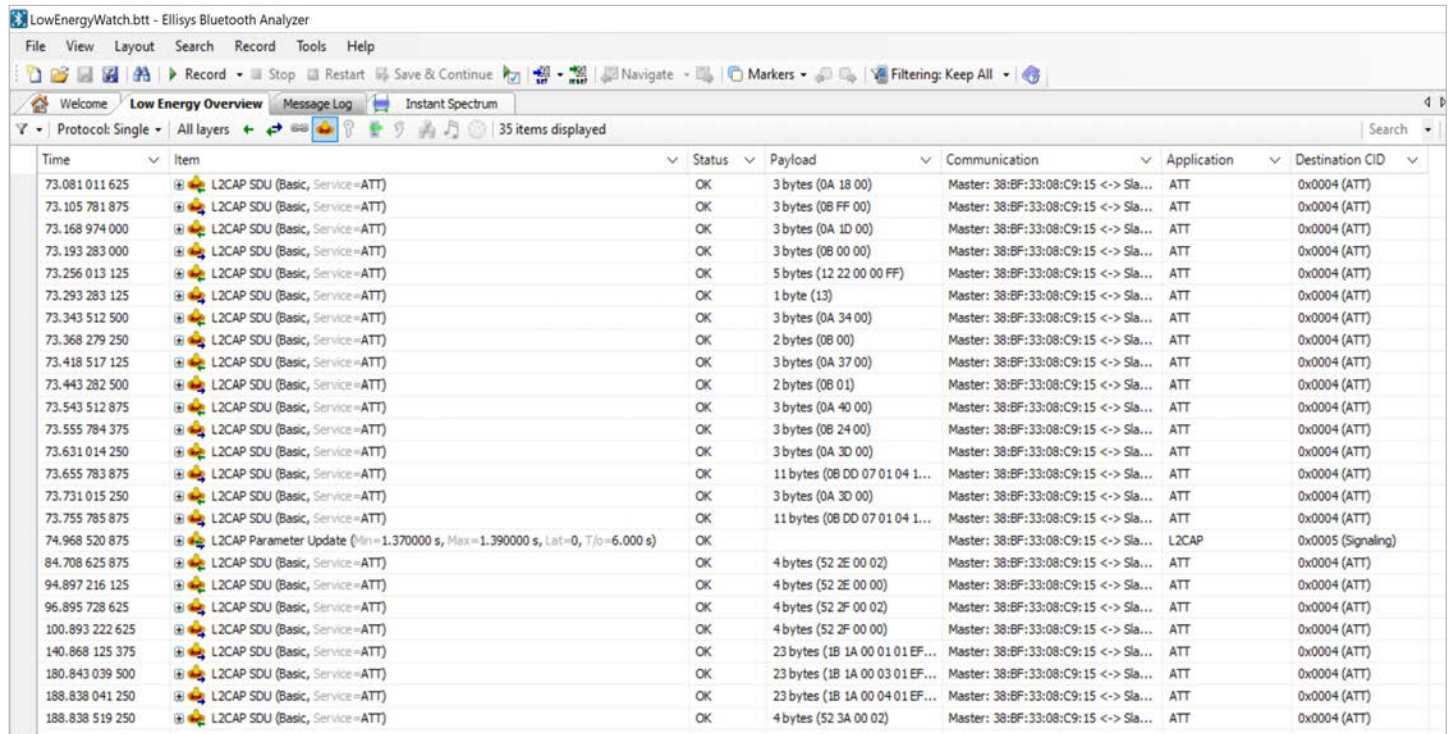 LowEnergyWatch.btt - Ellisys Bluetooth Analyzer
File View Layout Search Record Tools Help
Record Stop Restart Save & Continue Navigate Markers Filtering: Keep All
Welcome Low Energy Overview Message Log Instant Spectrum
Protocol: Single All layers 35 items displayed Search
Time Item Status Payload Communication Application Destination CID
73.081 011 625 L2CAP SDU (Basic, Service=ATT) OK 3 bytes (0A 18 00) Master: 38:BF:33:08:C9:15 <-> Sla... ATT 0x0004 (ATT)
73.105 781 875 L2CAP SDU (Basic, Service=ATT) OK 3 bytes (0B FF 00) Master: 38:BF:33:08:C9:15 <-> Sla... ATT 0x0004 (ATT)
73.168 974 000 L2CAP SDU (Basic, Service=ATT) OK 3 bytes (0A 1D 00) Master: 38:BF:33:08:C9:15 <-> Sla... ATT 0x0004 (ATT)
73.193 283 000 L2CAP SDU (Basic, Service=ATT) OK 3 bytes (0B 00 00) Master: 38:BF:33:08:C9:15 <-> Sla... ATT 0x0004 (ATT)
73.256 013 125 L2CAP SDU (Basic, Service=ATT) OK 5 bytes (12 22 00 00 FF) Master: 38:BF:33:08:C9:15 <-> Sla... ATT 0x0004 (ATT)
73.293 283 125 L2CAP SDU (Basic, Service=ATT) OK 1 byte (13) Master: 38:BF:33:08:C9:15 <-> Sla... ATT 0x0004 (ATT)
73.343 512 500 L2CAP SDU (Basic, Service=ATT) OK 3 bytes (0A 34 00) Master: 38:BF:33:08:C9:15 <-> Sla... ATT 0x0004 (ATT)
73.368 279 250 L2CAP SDU (Basic, Service=ATT) OK 2 bytes (0B 00) Master: 38:BF:33:08:C9:15 <-> Sla... ATT 0x0004 (ATT)
73.418 517 125 L2CAP SDU (Basic, Service=ATT) OK 3 bytes (0A 37 00) Master: 38:BF:33:08:C9:15 <-> Sla... ATT 0x0004 (ATT)
73.443 282 500 L2CAP SDU (Basic, Service=ATT) OK 2 bytes (0B 01) Master: 38:BF:33:08:C9:15 <-> Sla... ATT 0x0004 (ATT)
73.543 512 875 L2CAP SDU (Basic, Service=ATT) OK 3 bytes (0A 40 00) Master: 38:BF:33:08:C9:15 <-> Sla... ATT 0x0004 (ATT)
73.555 784 375 L2CAP SDU (Basic, Service=ATT) OK 3 bytes (0B 24 00) Master: 38:BF:33:08:C9:15 <-> Sla... ATT 0x0004 (ATT)
73.631 014 250 L2CAP SDU (Basic, Service=ATT) OK 3 bytes (0A 3D 00) Master: 38:BF:33:08:C9:15 <-> Sla... ATT 0x0004 (ATT)
73.655 783 875 L2CAP SDU (Basic, Service=ATT) OK 11 bytes (0B DD 07 01 04 1... Master: 38:BF:33:08:C9:15 <-> Sla... ATT 0x0004 (ATT)
73.731 015 250 L2CAP SDU (Basic, Service=ATT) OK 3 bytes (0A 3D 00) Master: 38:BF:33:08:C9:15 <-> Sla... ATT 0x0004 (ATT)
73.755 785 875 L2CAP SDU (Basic, Service=ATT) OK 11 bytes (0B DD 07 01 04 1... Master: 38:BF:33:08:C9:15 <-> Sla... ATT 0x0004 (ATT)
74.968 520 875 L2CAP Parameter Update (Min=1.370000 s, Max=1.390000 s, Lat=0, T/o=6.000 s) OK Master: 38:BF:33:08:C9:15 <-> Sla... L2CAP 0x0005 (Signaling)
84.708 625 875 L2CAP SDU (Basic, Service=ATT) OK 4 bytes (52 2E 00 02) Master: 38:BF:33:08:C9:15 <-> Sla... ATT 0x0004 (ATT)
94.897 216 125 L2CAP SDU (Basic, Service=ATT) OK 4 bytes (52 2E 00 00) Master: 38:BF:33:08:C9:15 <-> Sla... ATT 0x0004 (ATT)
96.895 728 625 L2CAP SDU (Basic, Service=ATT) OK 4 bytes (52 2F 00 02) Master: 38:BF:33:08:C9:15 <-> Sla... ATT 0x0004 (ATT)
100.893 222 625 L2CAP SDU (Basic, Service=ATT) OK 4 bytes (52 2F 00 00) Master: 38:BF:33:08:C9:15 <-> Sla... ATT 0x0004 (ATT)
140.868 125 375 L2CAP SDU (Basic, Service=ATT) OK 23 bytes (1B 1A 00 01 01 EF... Master: 38:BF:33:08:C9:15 <-> Sla... ATT 0x0004 (ATT)
180.843 039 500 L2CAP SDU (Basic, Service=ATT) OK 23 bytes (1B 1A 00 03 01 EF... Master: 38:BF:33:08:C9:15 <-> Sla... ATT 0x0004 (ATT)
188.838 041 250 L2CAP SDU (Basic, Service=ATT) OK 23 bytes (1B 1A 00 04 01 EF... Master: 38:BF:33:08:C9:15 <-> Sla... ATT 0x0004 (ATT)
188.838 519 250 L2CAP SDU (Basic, Service=ATT) OK 4 bytes (52 3A 00 02) Master: 38:BF:33:08:C9:15 <-> Sla... ATT 0x0004 (ATT)